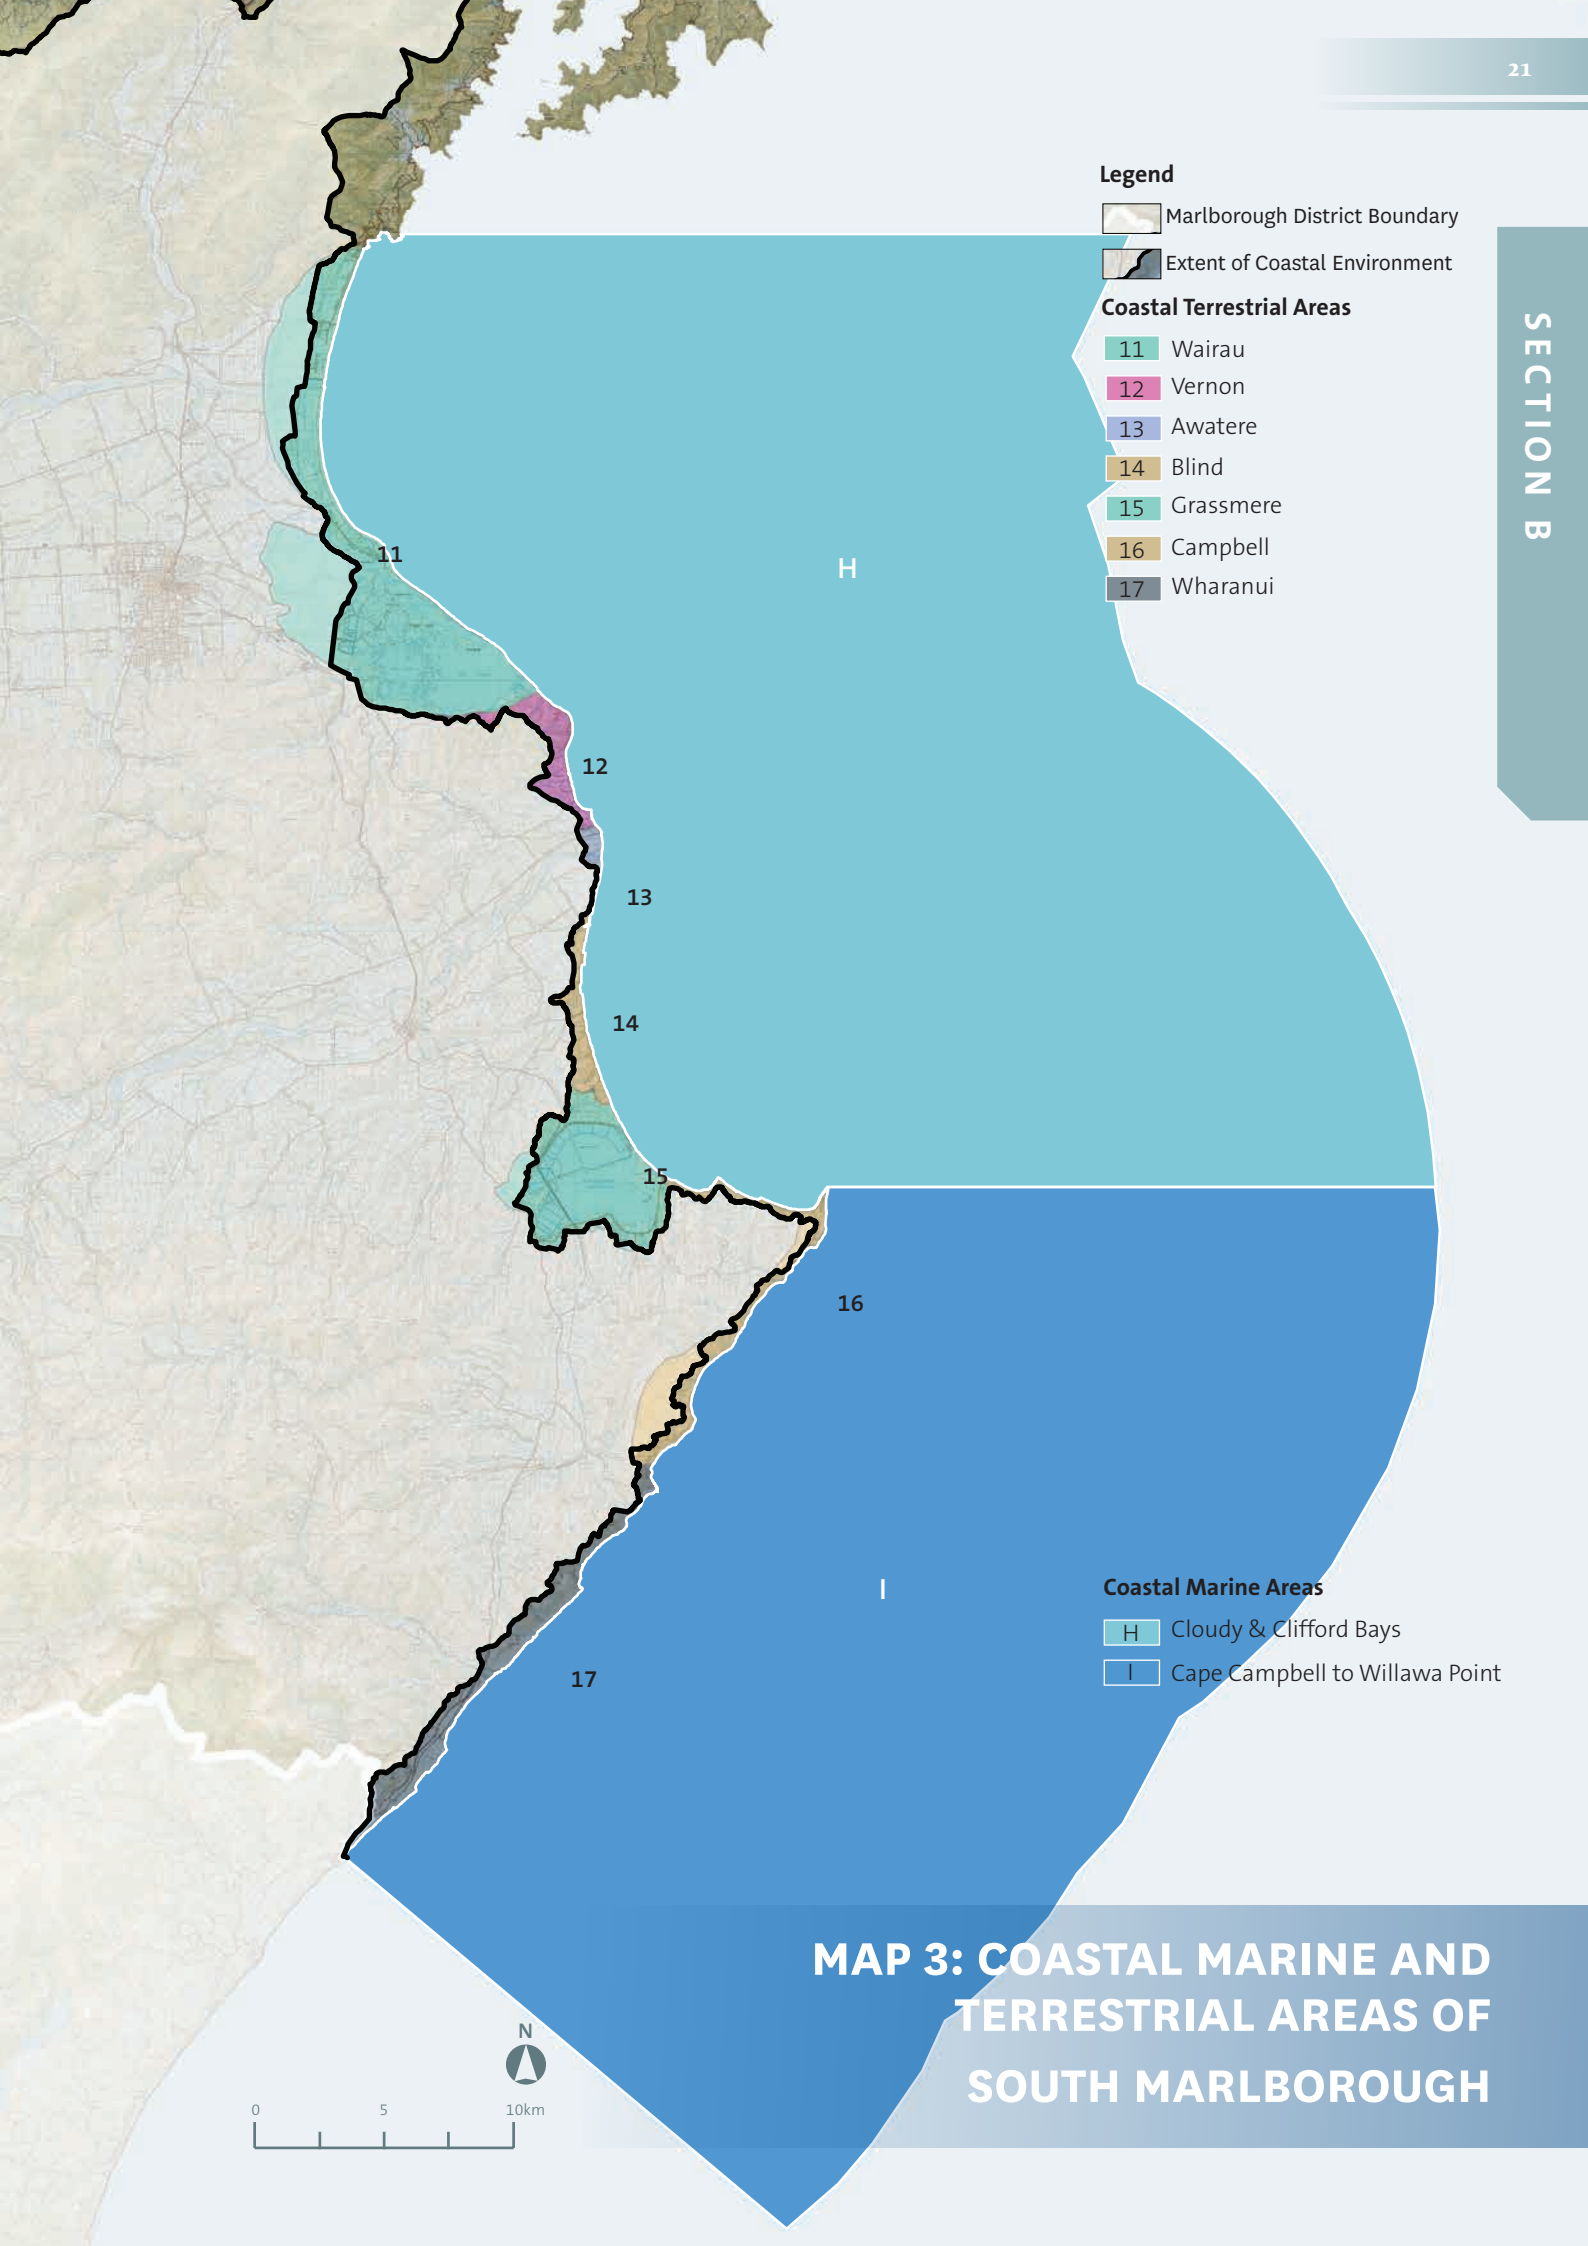 21
Legend
Marlborough District Boundary
Extent of Coastal Environment
Coastal Terrestrial Areas
11 Wairau
12 Vernon
13 Awatere
14 Blind
15 Grassmere
16 Campbell
17 Wharanui
SECTION B
11
H
12
13
14
15
16
I
17
Coastal Marine Areas
H Cloudy & Clifford Bays
I Cape Campbell to Willawa Point
MAP 3: COASTAL MARINE AND
TERRESTRIAL AREAS OF
SOUTH MARLBOROUGH
N
0 5 10km